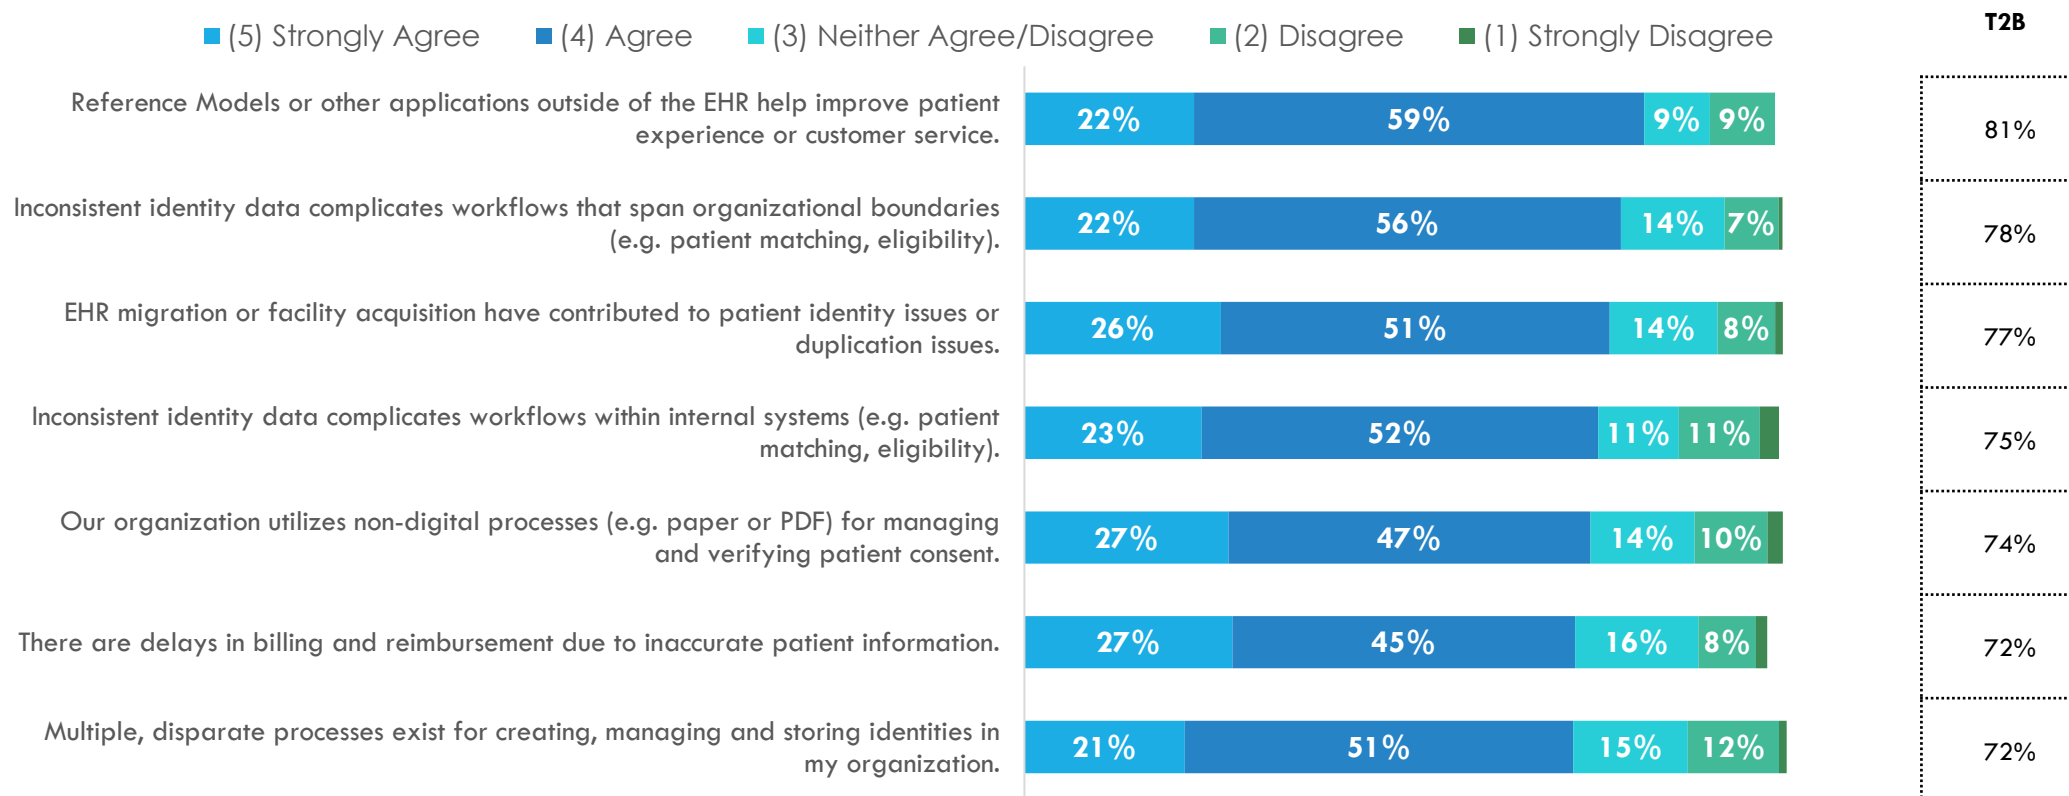 (5) Strongly Agree (4) Agree (3) Neither Agree/Disagree (2) Disagree (1) Strongly Disagree T2B
Reference Models or other applications outside of the EHR help improve patient
experience or customer service.
22% 59% 9% 9% 81%
Inconsistent identity data complicates workflows that span organizational boundaries
(e.g. patient matching, eligibility).
22% 56% 14% 7% 78%
EHR migration or facility acquisition have contributed to patient identity issues or
duplication issues.
26% 51% 14% 8% 77%
Inconsistent identity data complicates workflows within internal systems (e.g. patient
matching, eligibility).
23% 52% 11% 11% 75%
Our organization utilizes non-digital processes (e.g. paper or PDF) for managing
and verifying patient consent.
27% 47% 14% 10% 74%
There are delays in billing and reimbursement due to inaccurate patient information.
27% 45% 16% 8% 72%
Multiple, disparate processes exist for creating, managing and storing identities in
my organization.
21% 51% 15% 12% 72%